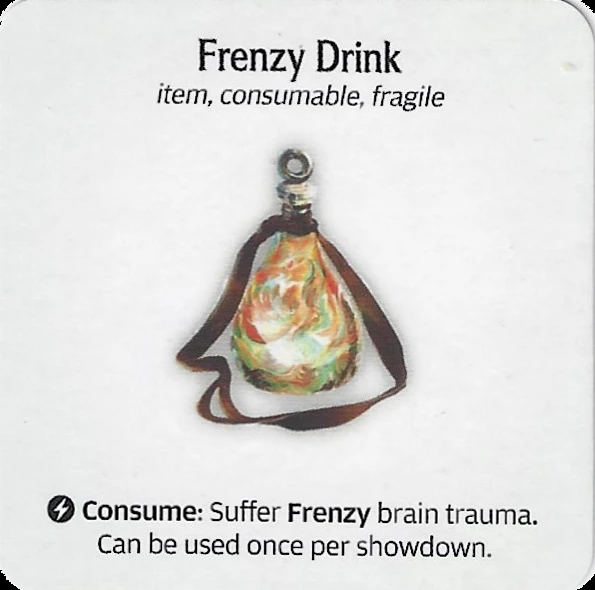 Frenzy Drink
item, consumable, fragile
Consume: Suffer Frenzy brain trauma.
Can be used once per showdown.